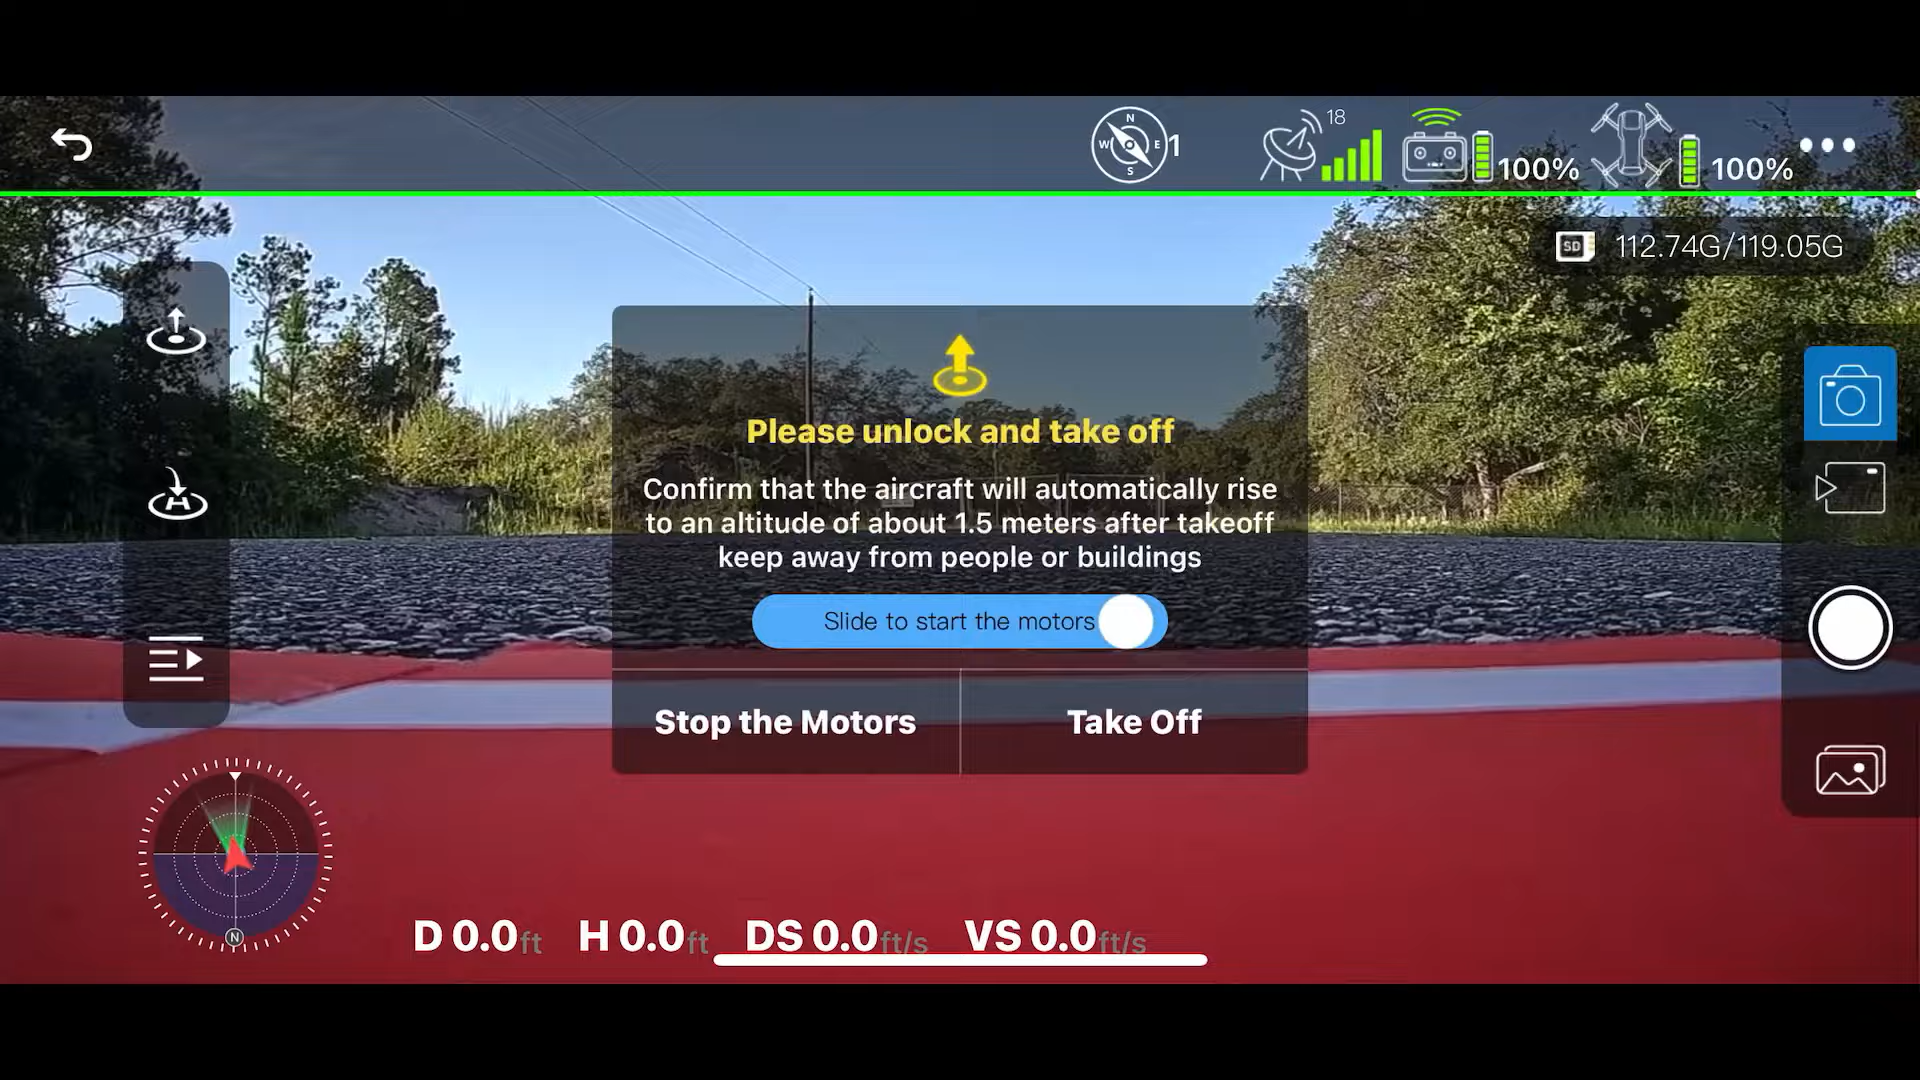 N
W E 1
S
18
100%
100%
SD 112.74G/119.05G
Please unlock and take off
Confirm that the aircraft will automatically rise
to an altitude of about 1.5 meters after takeoff
keep away from people or buildings
Slide to start the motors
Stop the Motors Take Off
N
D 0.0ft H 0.0ft DS 0.0ft/s VS 0.0ft/s